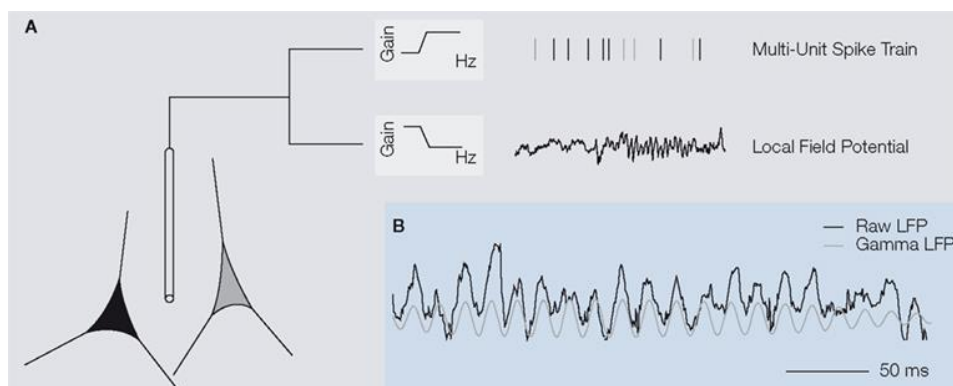 A
Gain
Hz
Multi-Unit Spike Train
Gain
Hz
Local Field Potential
B
Raw LFP
Gamma LFP
50 ms